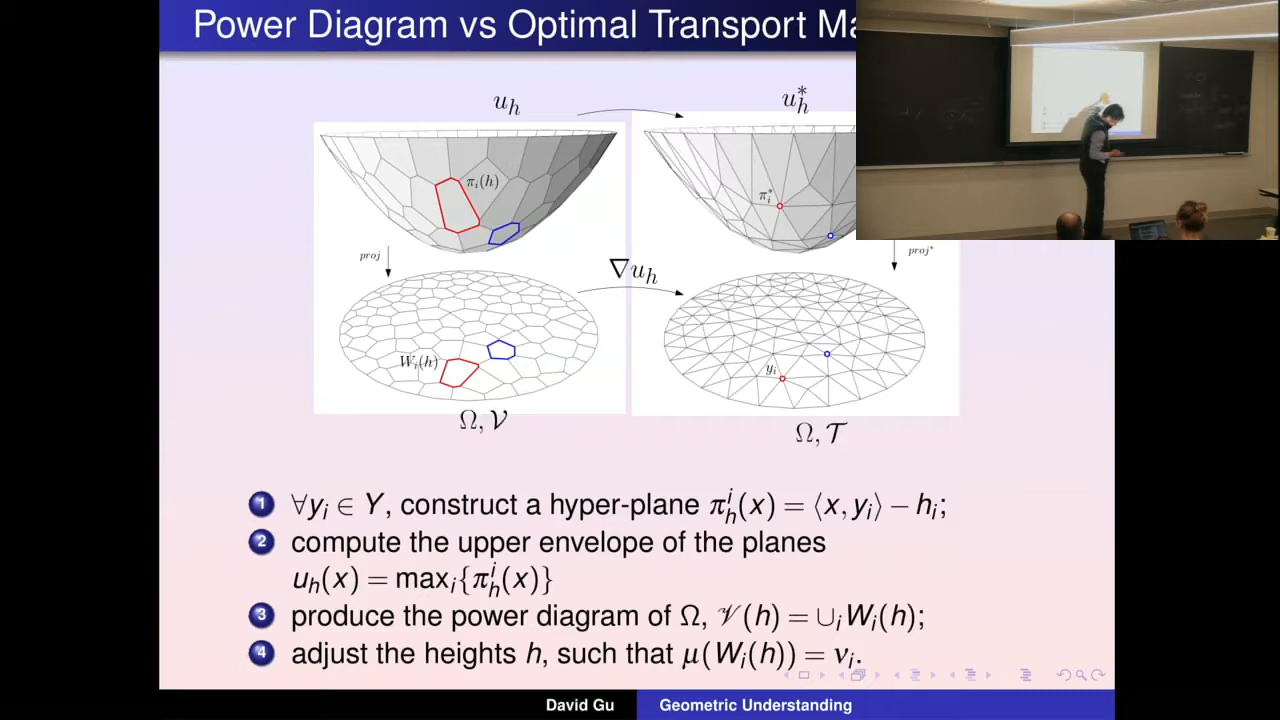 Power Diagram vs Optimal Transport Ma
u_h
u_h^*
π_i(h)
π_i^*
proj
proj*
∇u_h
W_i(h)
y_i
Ω, 𝒱
Ω, 𝒯
1 ∀y_i ∈ Y, construct a hyper-plane π_h^i(x) = ⟨x, y_i⟩ − h_i;
2 compute the upper envelope of the planes
u_h(x) = max_i{π_h^i(x)}
3 produce the power diagram of Ω, 𝒱(h) = ∪_i W_i(h);
4 adjust the heights h, such that μ(W_i(h)) = ν_i.
David Gu
Geometric Understanding